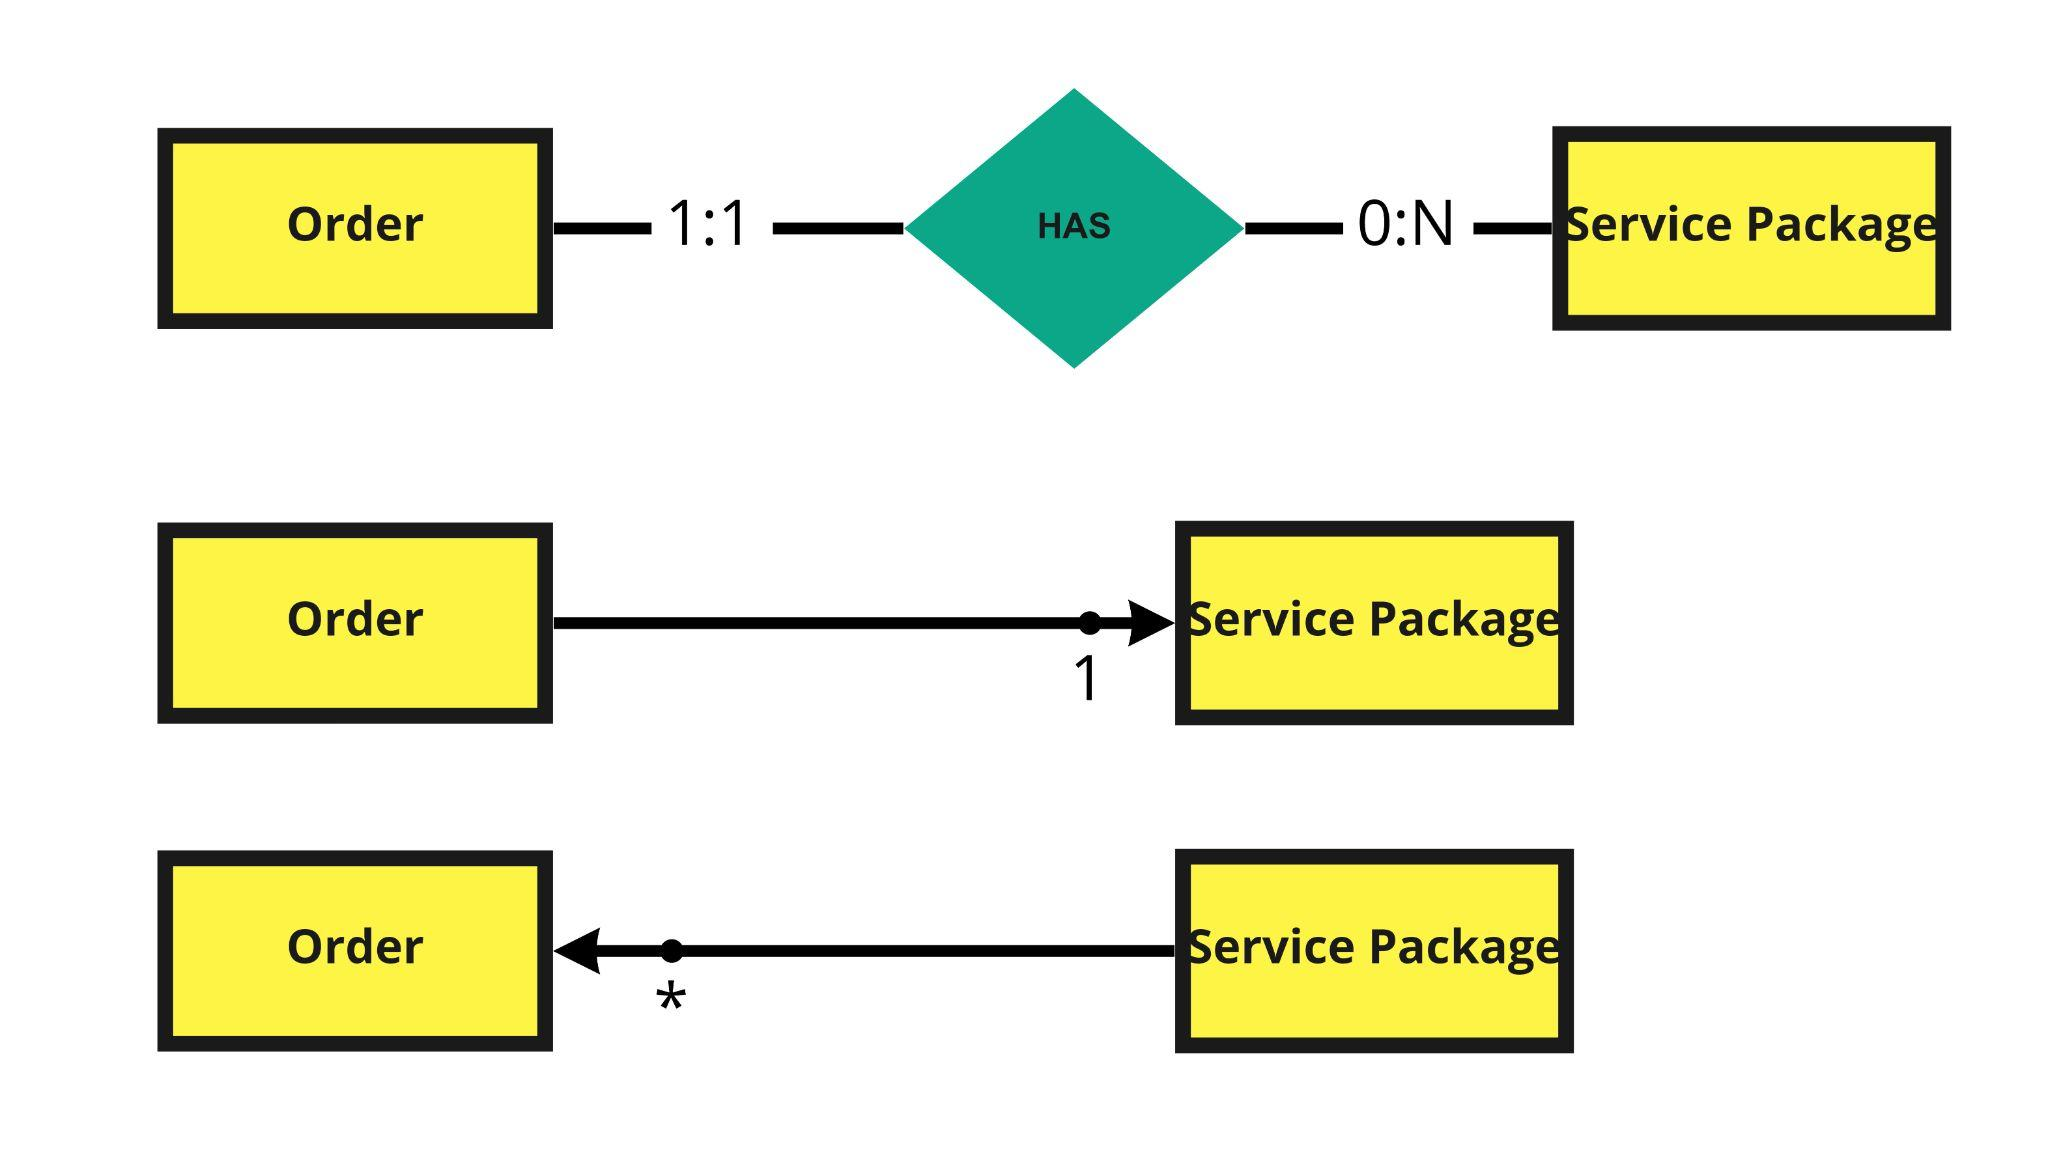 Order 1:1 HAS 0:N Service Package
Order Service Package
1
Order Service Package
*